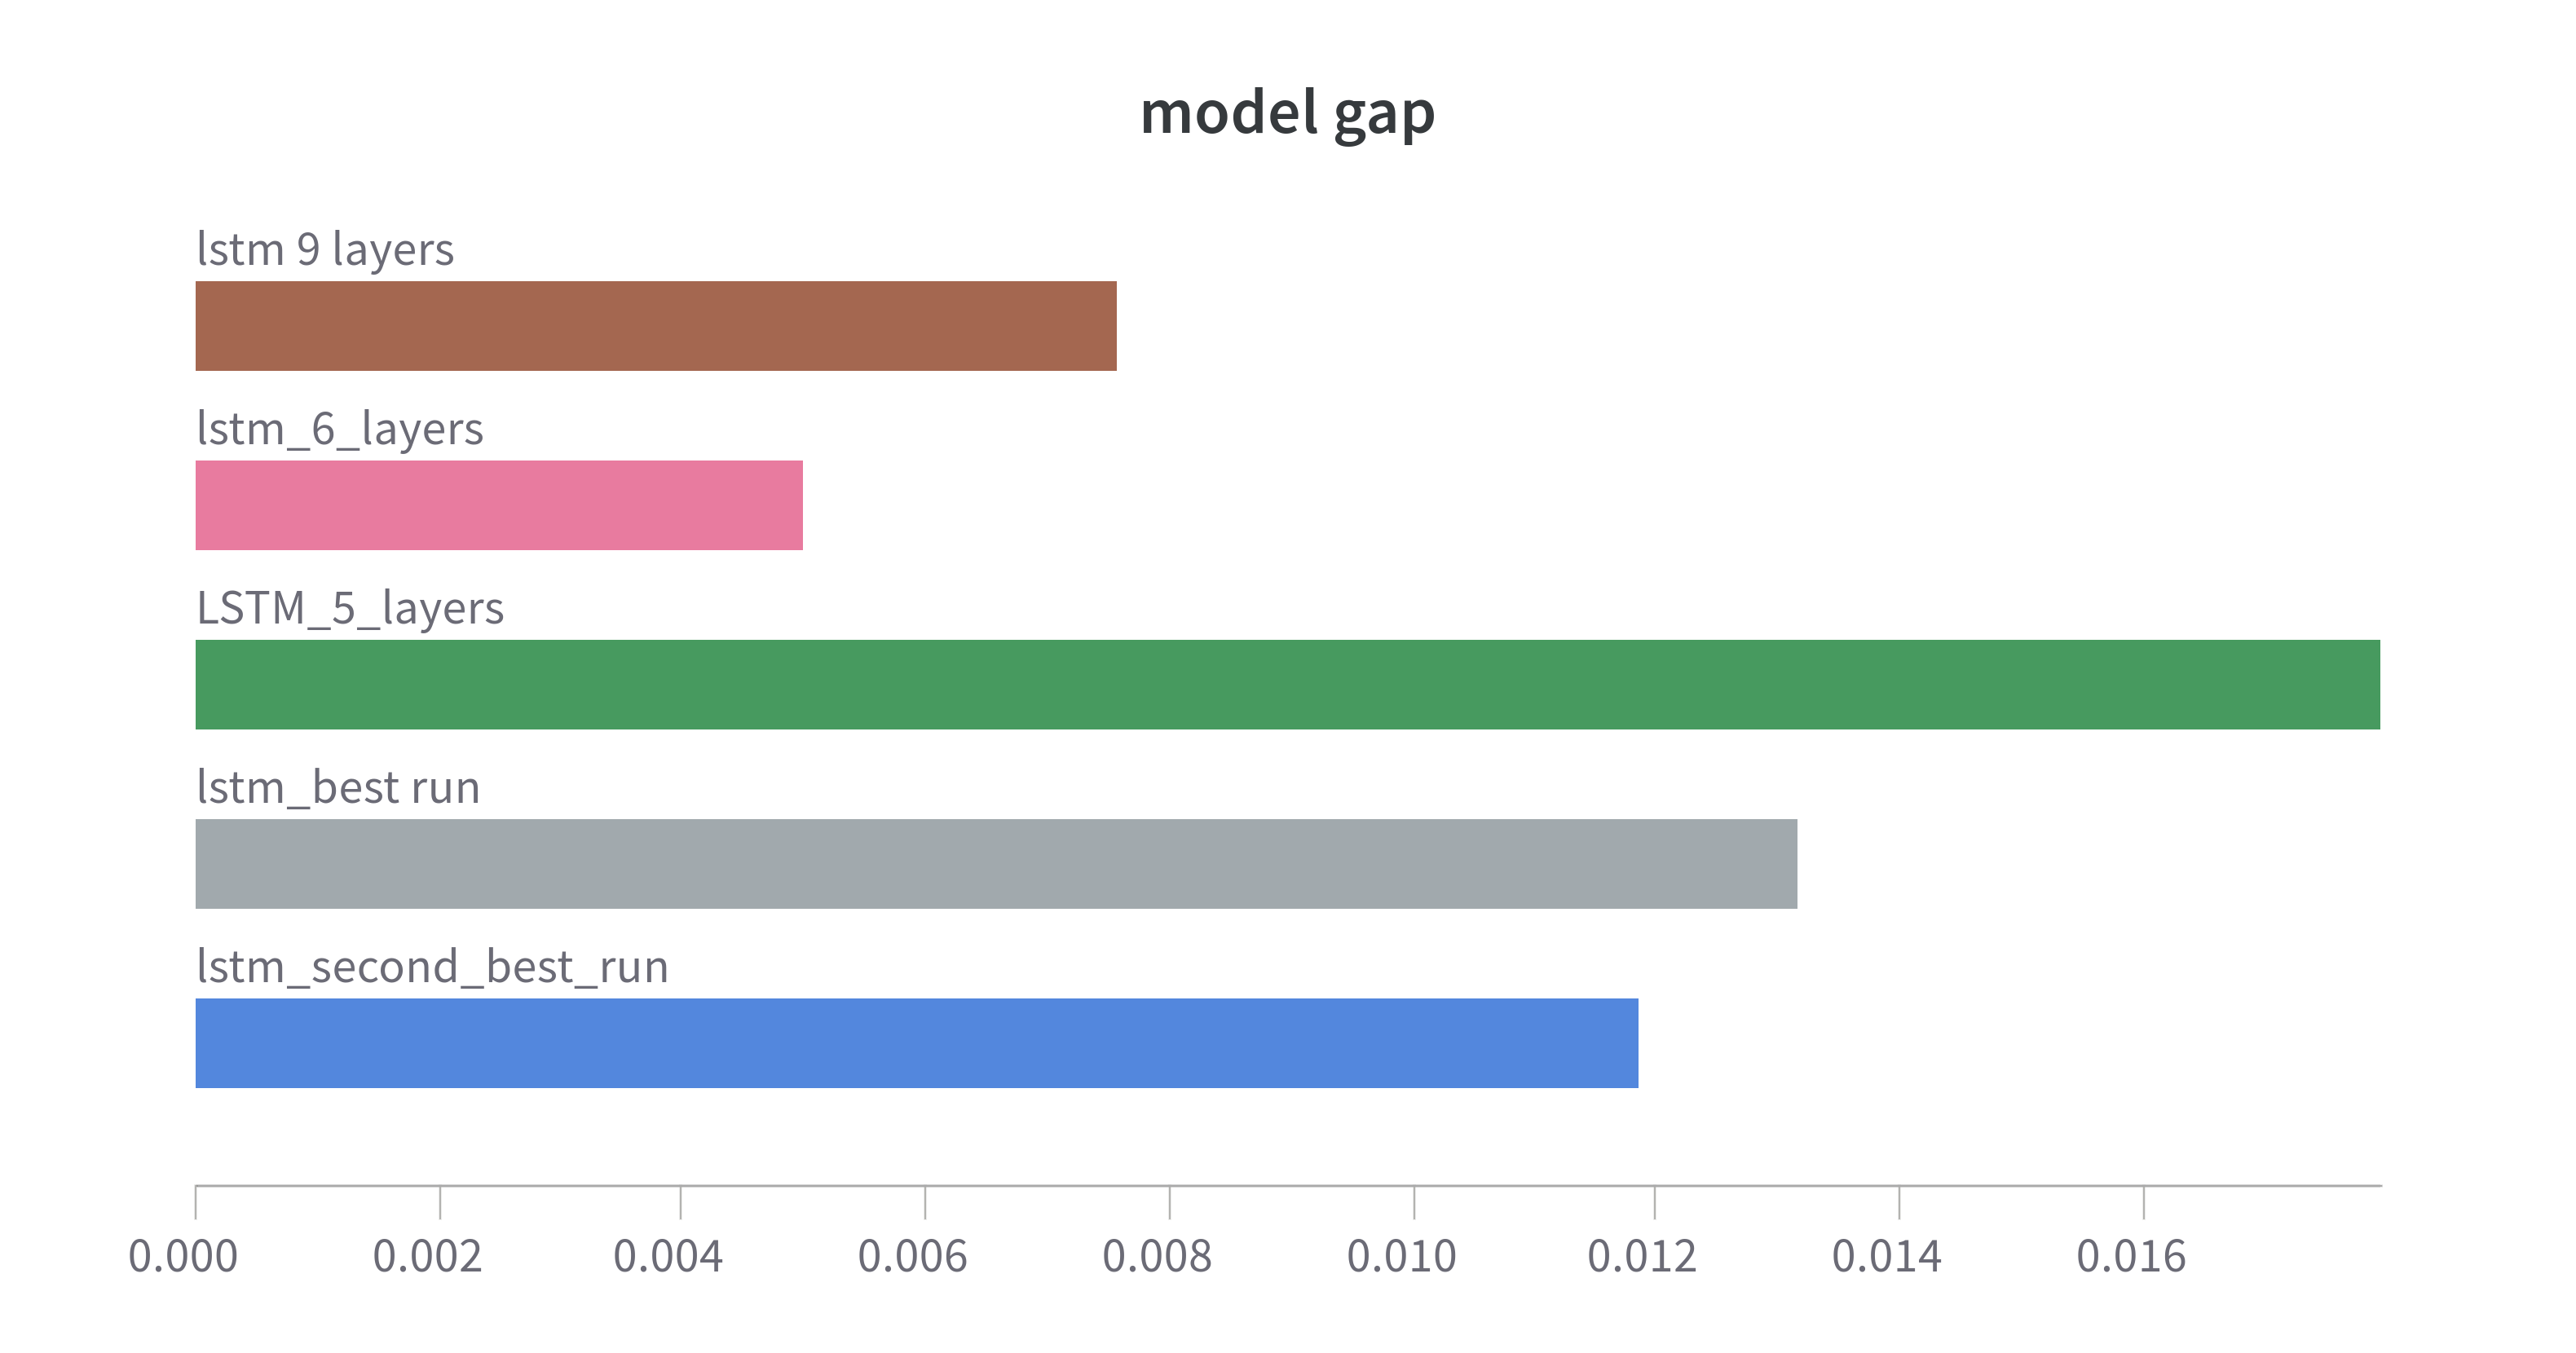 model gap
lstm 9 layers
lstm_6_layers
LSTM_5_layers
lstm_best run
lstm_second_best_run
0.000 0.002 0.004 0.006 0.008 0.010 0.012 0.014 0.016